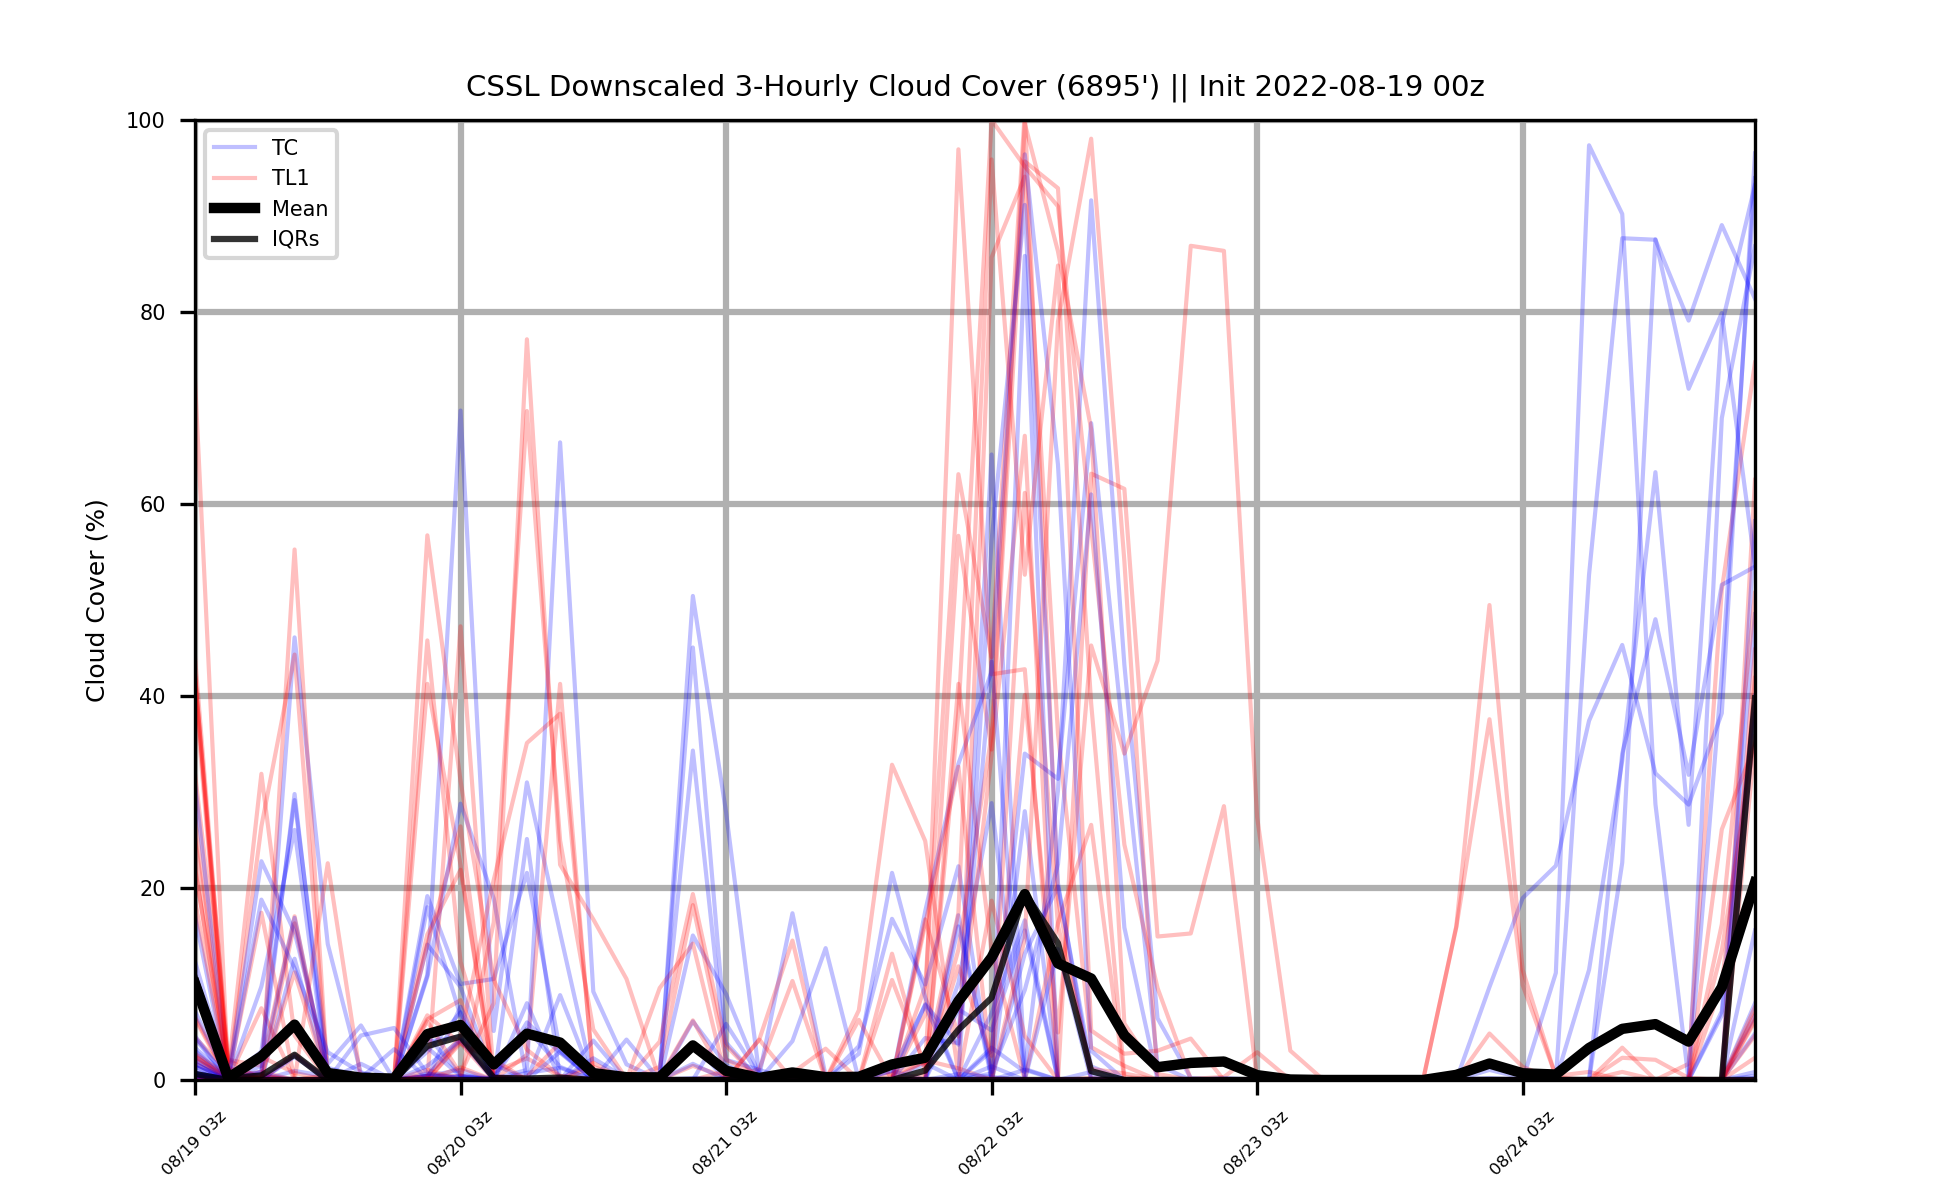 CSSL Downscaled 3-Hourly Cloud Cover (6895') || Init 2022-08-19 00z
Cloud Cover (%)
100
80
60
40
20
0
TC
TL1
Mean
IQRs
08/19 03z
08/20 03z
08/21 03z
08/22 03z
08/23 03z
08/24 03z